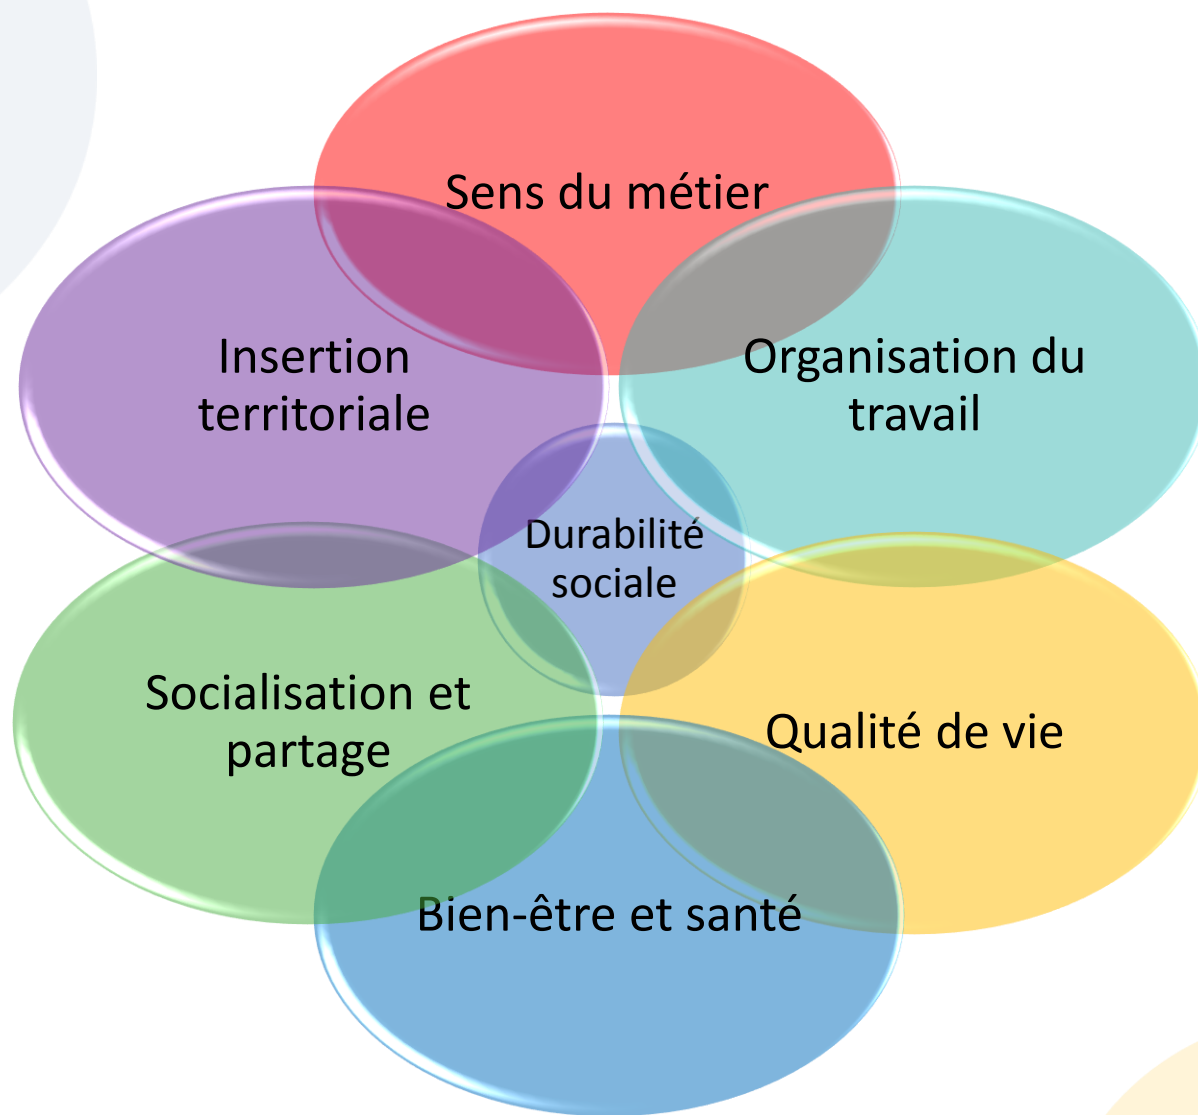 Sens du métier
Insertion
territoriale
Organisation du
travail
Durabilité
sociale
Socialisation et
partage
Qualité de vie
Bien-être et santé